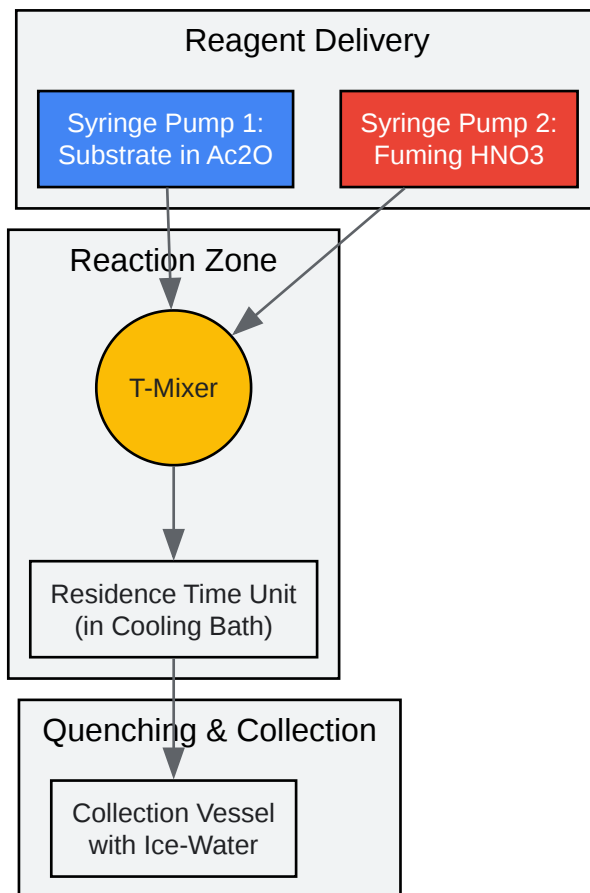 Reagent Delivery
Syringe Pump 1:
Substrate in Ac2O
Syringe Pump 2:
Fuming HNO3
Reaction Zone
T-Mixer
Residence Time Unit
(in Cooling Bath)
Quenching & Collection
Collection Vessel
with Ice-Water